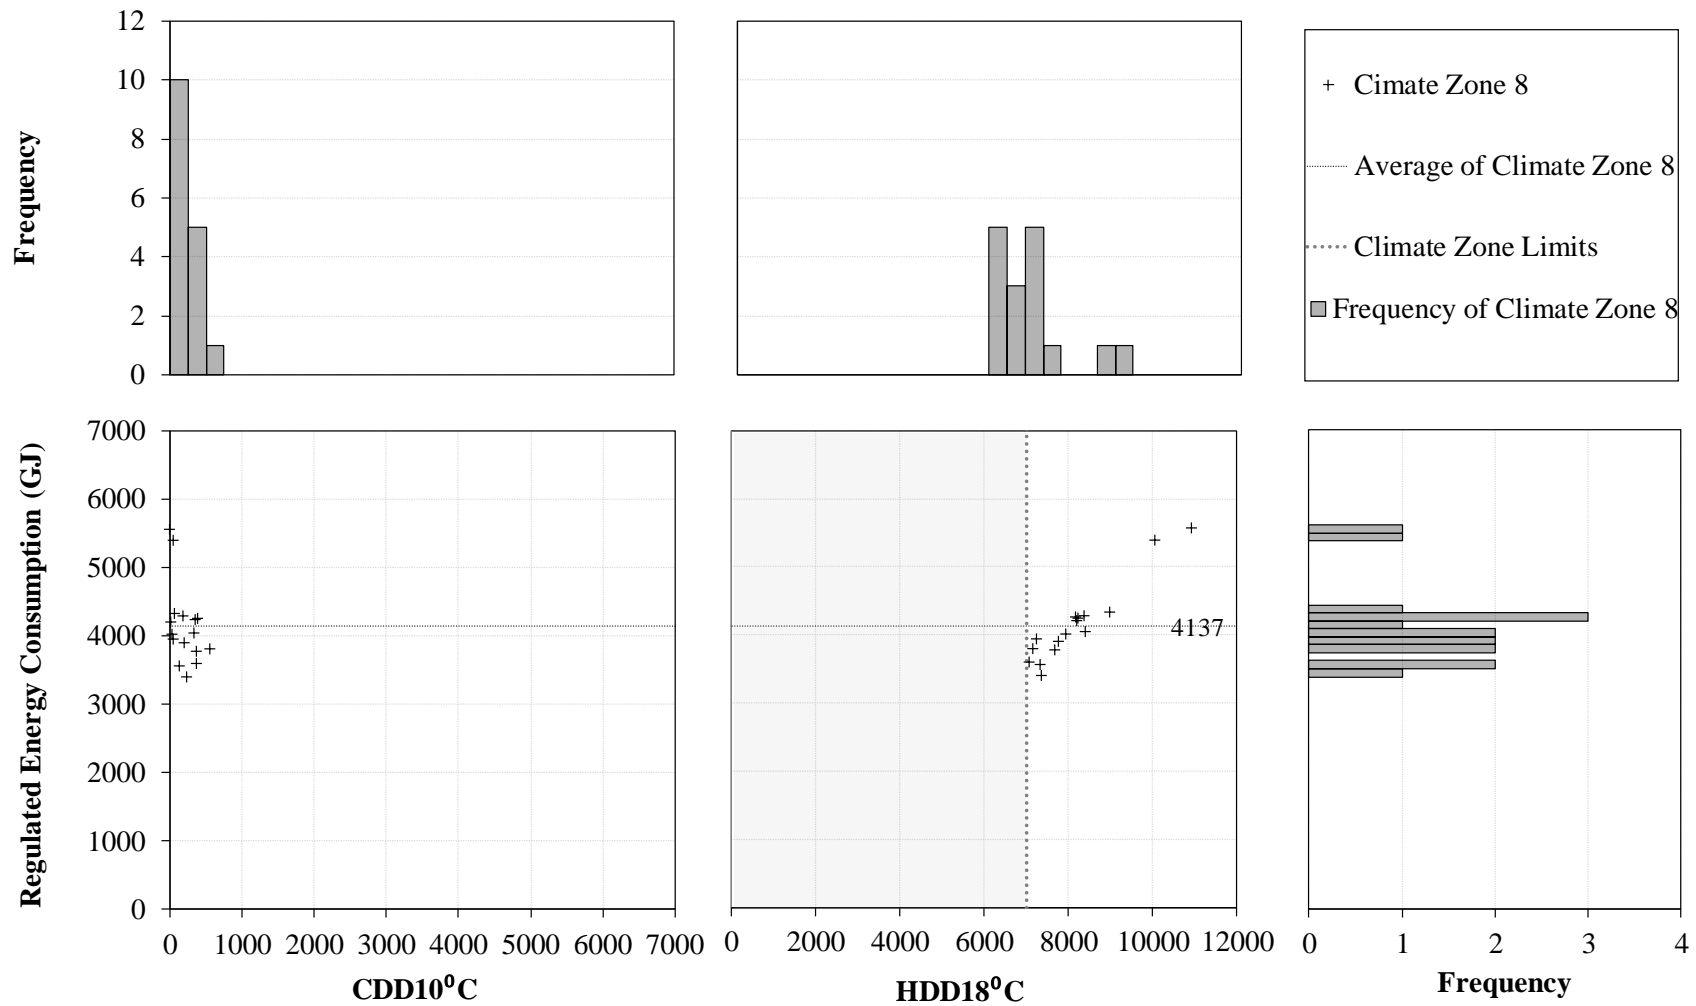 12
10
8
6
4
2
0
Frequency
Cimate Zone 8
Average of Climate Zone 8
Climate Zone Limits
Frequency of Climate Zone 8
7000
6000
5000
4000
3000
2000
1000
0
Regulated Energy Consumption (GJ)
4137
0 1000 2000 3000 4000 5000 6000 7000
CDD10⁰C
0 2000 4000 6000 8000 10000 12000
HDD18⁰C
0 1 2 3 4
Frequency